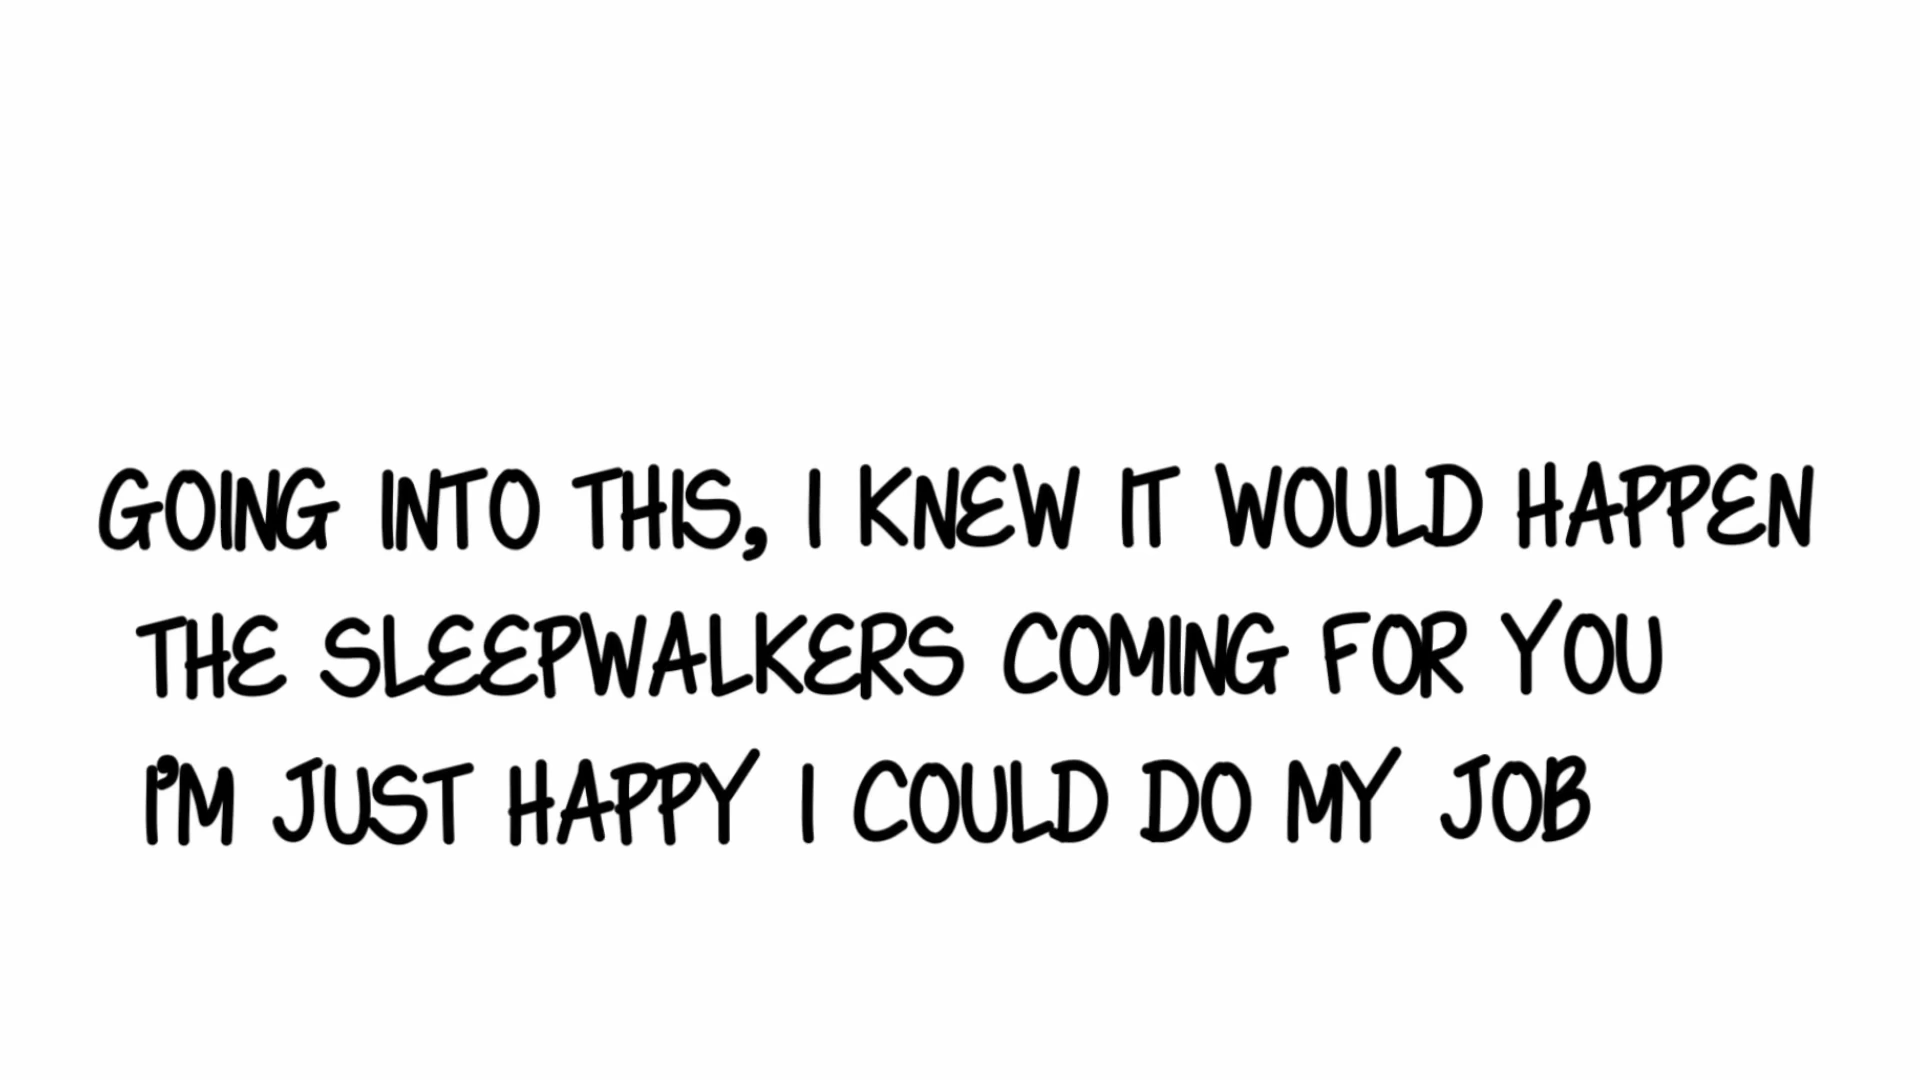 GOING INTO THIS, I KNEW IT WOULD HAPPEN
THE SLEEPWALKERS COMING FOR YOU
I'M JUST HAPPY I COULD DO MY JOB